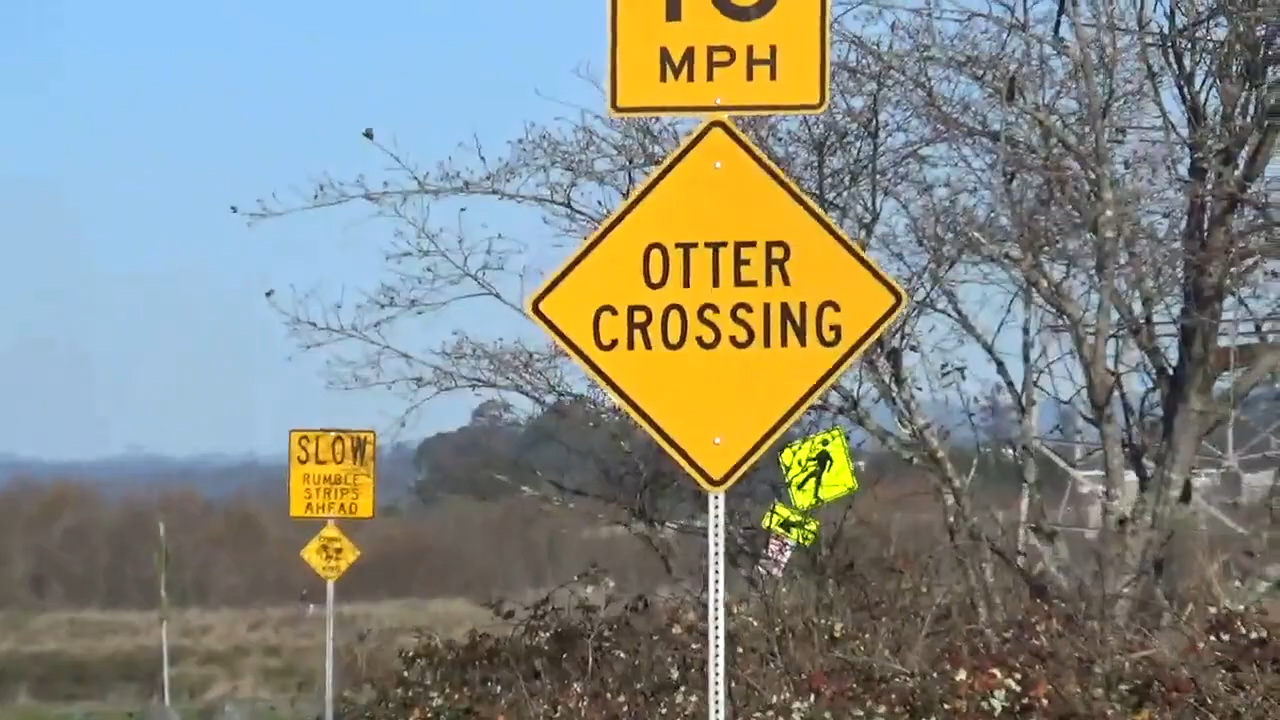 MPH
OTTER
CROSSING
SLOW
RUMBLE
STRIPS
AHEAD